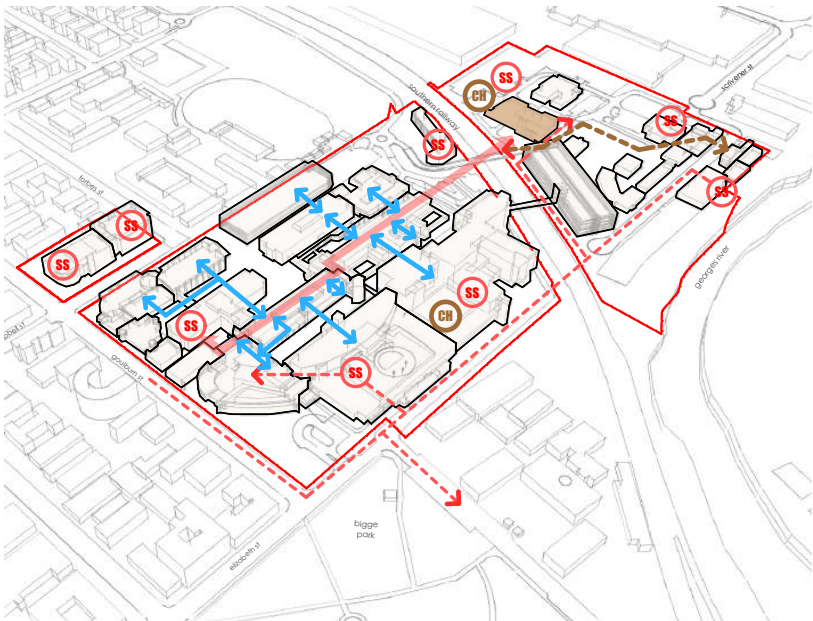 SS
CH
southern railway
scrivener st
SS
SS
forbes st
SS
SS
SS
georges river
SS
CH
SS
goulburn st
SS
bigge
park
elizabeth st